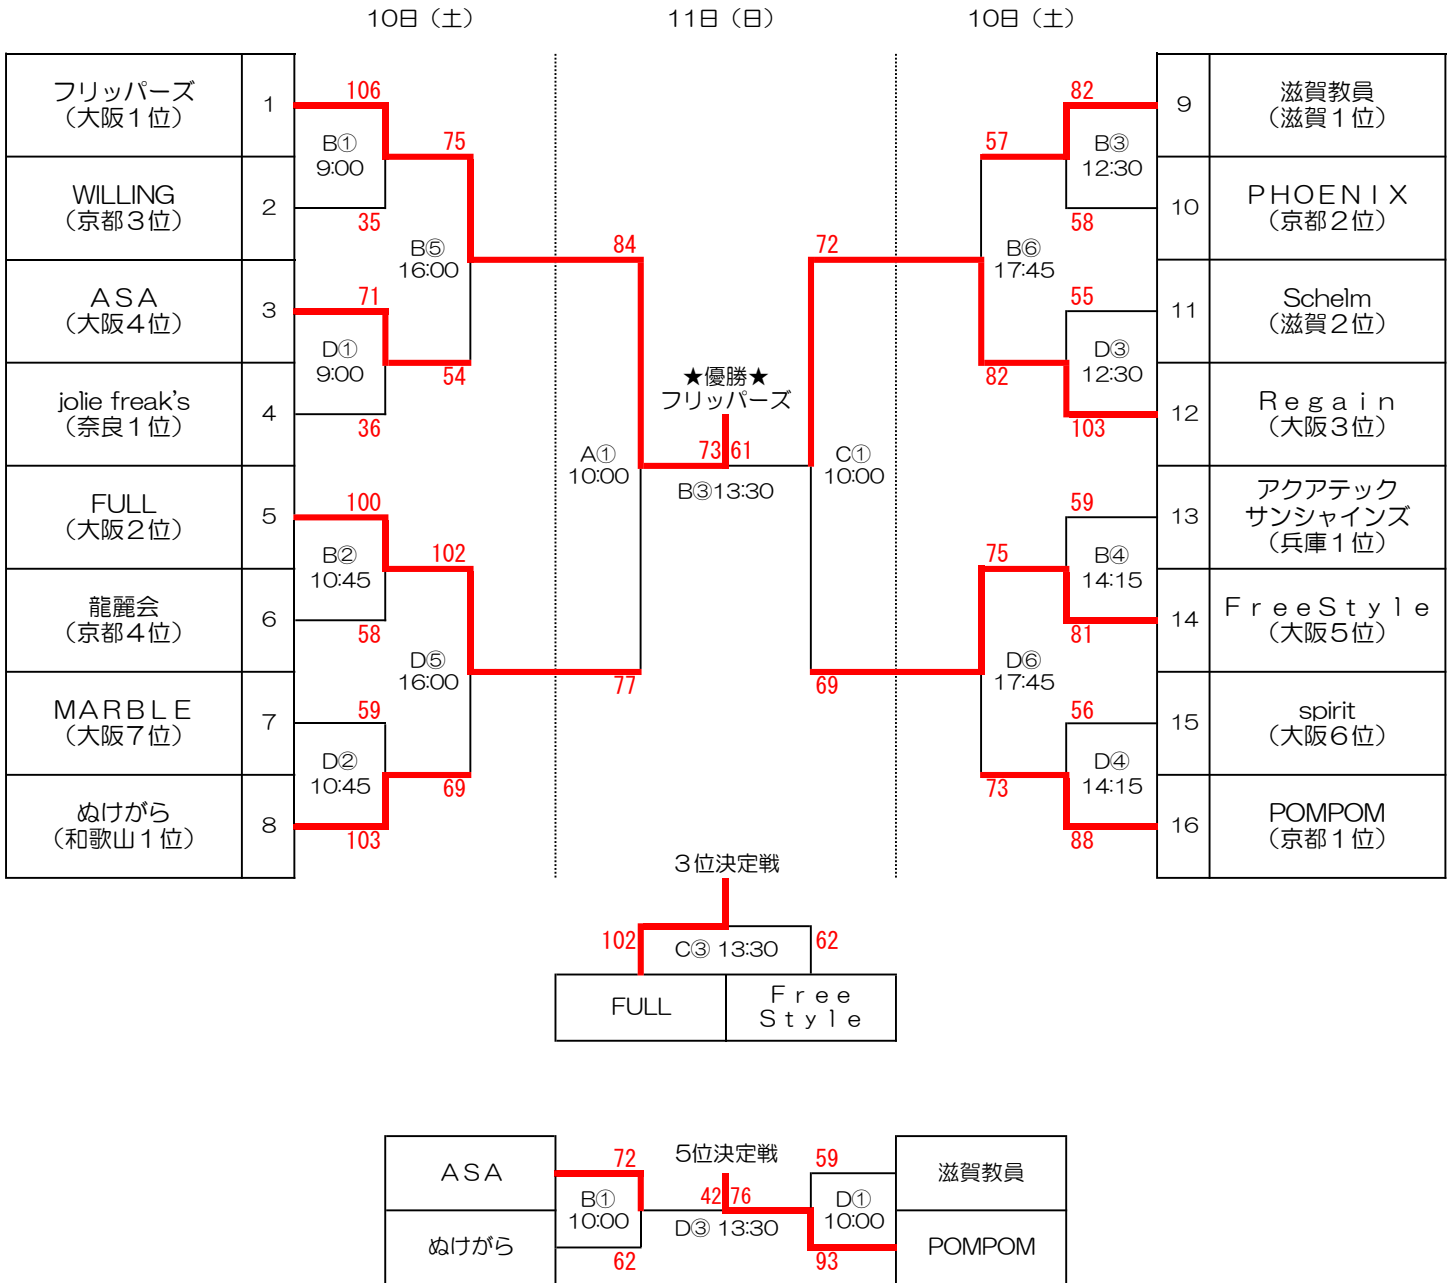 10日（土）
11日（日）
10日（土）
フリッパーズ
（大阪１位）
1
WILLING
（京都３位）
2
ＡＳＡ
（大阪４位）
3
jolie freak's
（奈良１位）
4
FULL
（大阪２位）
5
龍麗会
（京都４位）
6
ＭＡＲＢＬＥ
（大阪７位）
7
ぬけがら
（和歌山１位）
8
106
B①
9:00
35
71
D①
9:00
36
100
B②
10:45
58
59
D②
10:45
103
75
B⑤
16:00
54
102
D⑤
16:00
69
84
A①
10:00
77
★優勝★
フリッパーズ
73
61
B③13:30
72
C①
10:00
69
57
B⑥
17:45
82
75
D⑥
17:45
73
82
B③
12:30
58
55
D③
12:30
103
59
B④
14:15
81
56
D④
14:15
88
9
滋賀教員
（滋賀１位）
10
ＰＨＯＥＮＩＸ
（京都２位）
11
Schelm
（滋賀２位）
12
Ｒｅｇａｉｎ
（大阪３位）
13
アクアテック
サンシャインズ
（兵庫１位）
14
ＦｒｅｅＳｔｙｌｅ
（大阪５位）
15
spirit
（大阪６位）
16
POMPOM
（京都１位）
３位決定戦
102
C③ 13:30
62
FULL
Ｆｒｅｅ
Ｓｔｙｌｅ
５位決定戦
ＡＳＡ
ぬけがら
72
B①
10:00
62
42
76
D③ 13:30
59
D①
10:00
93
滋賀教員
POMPOM